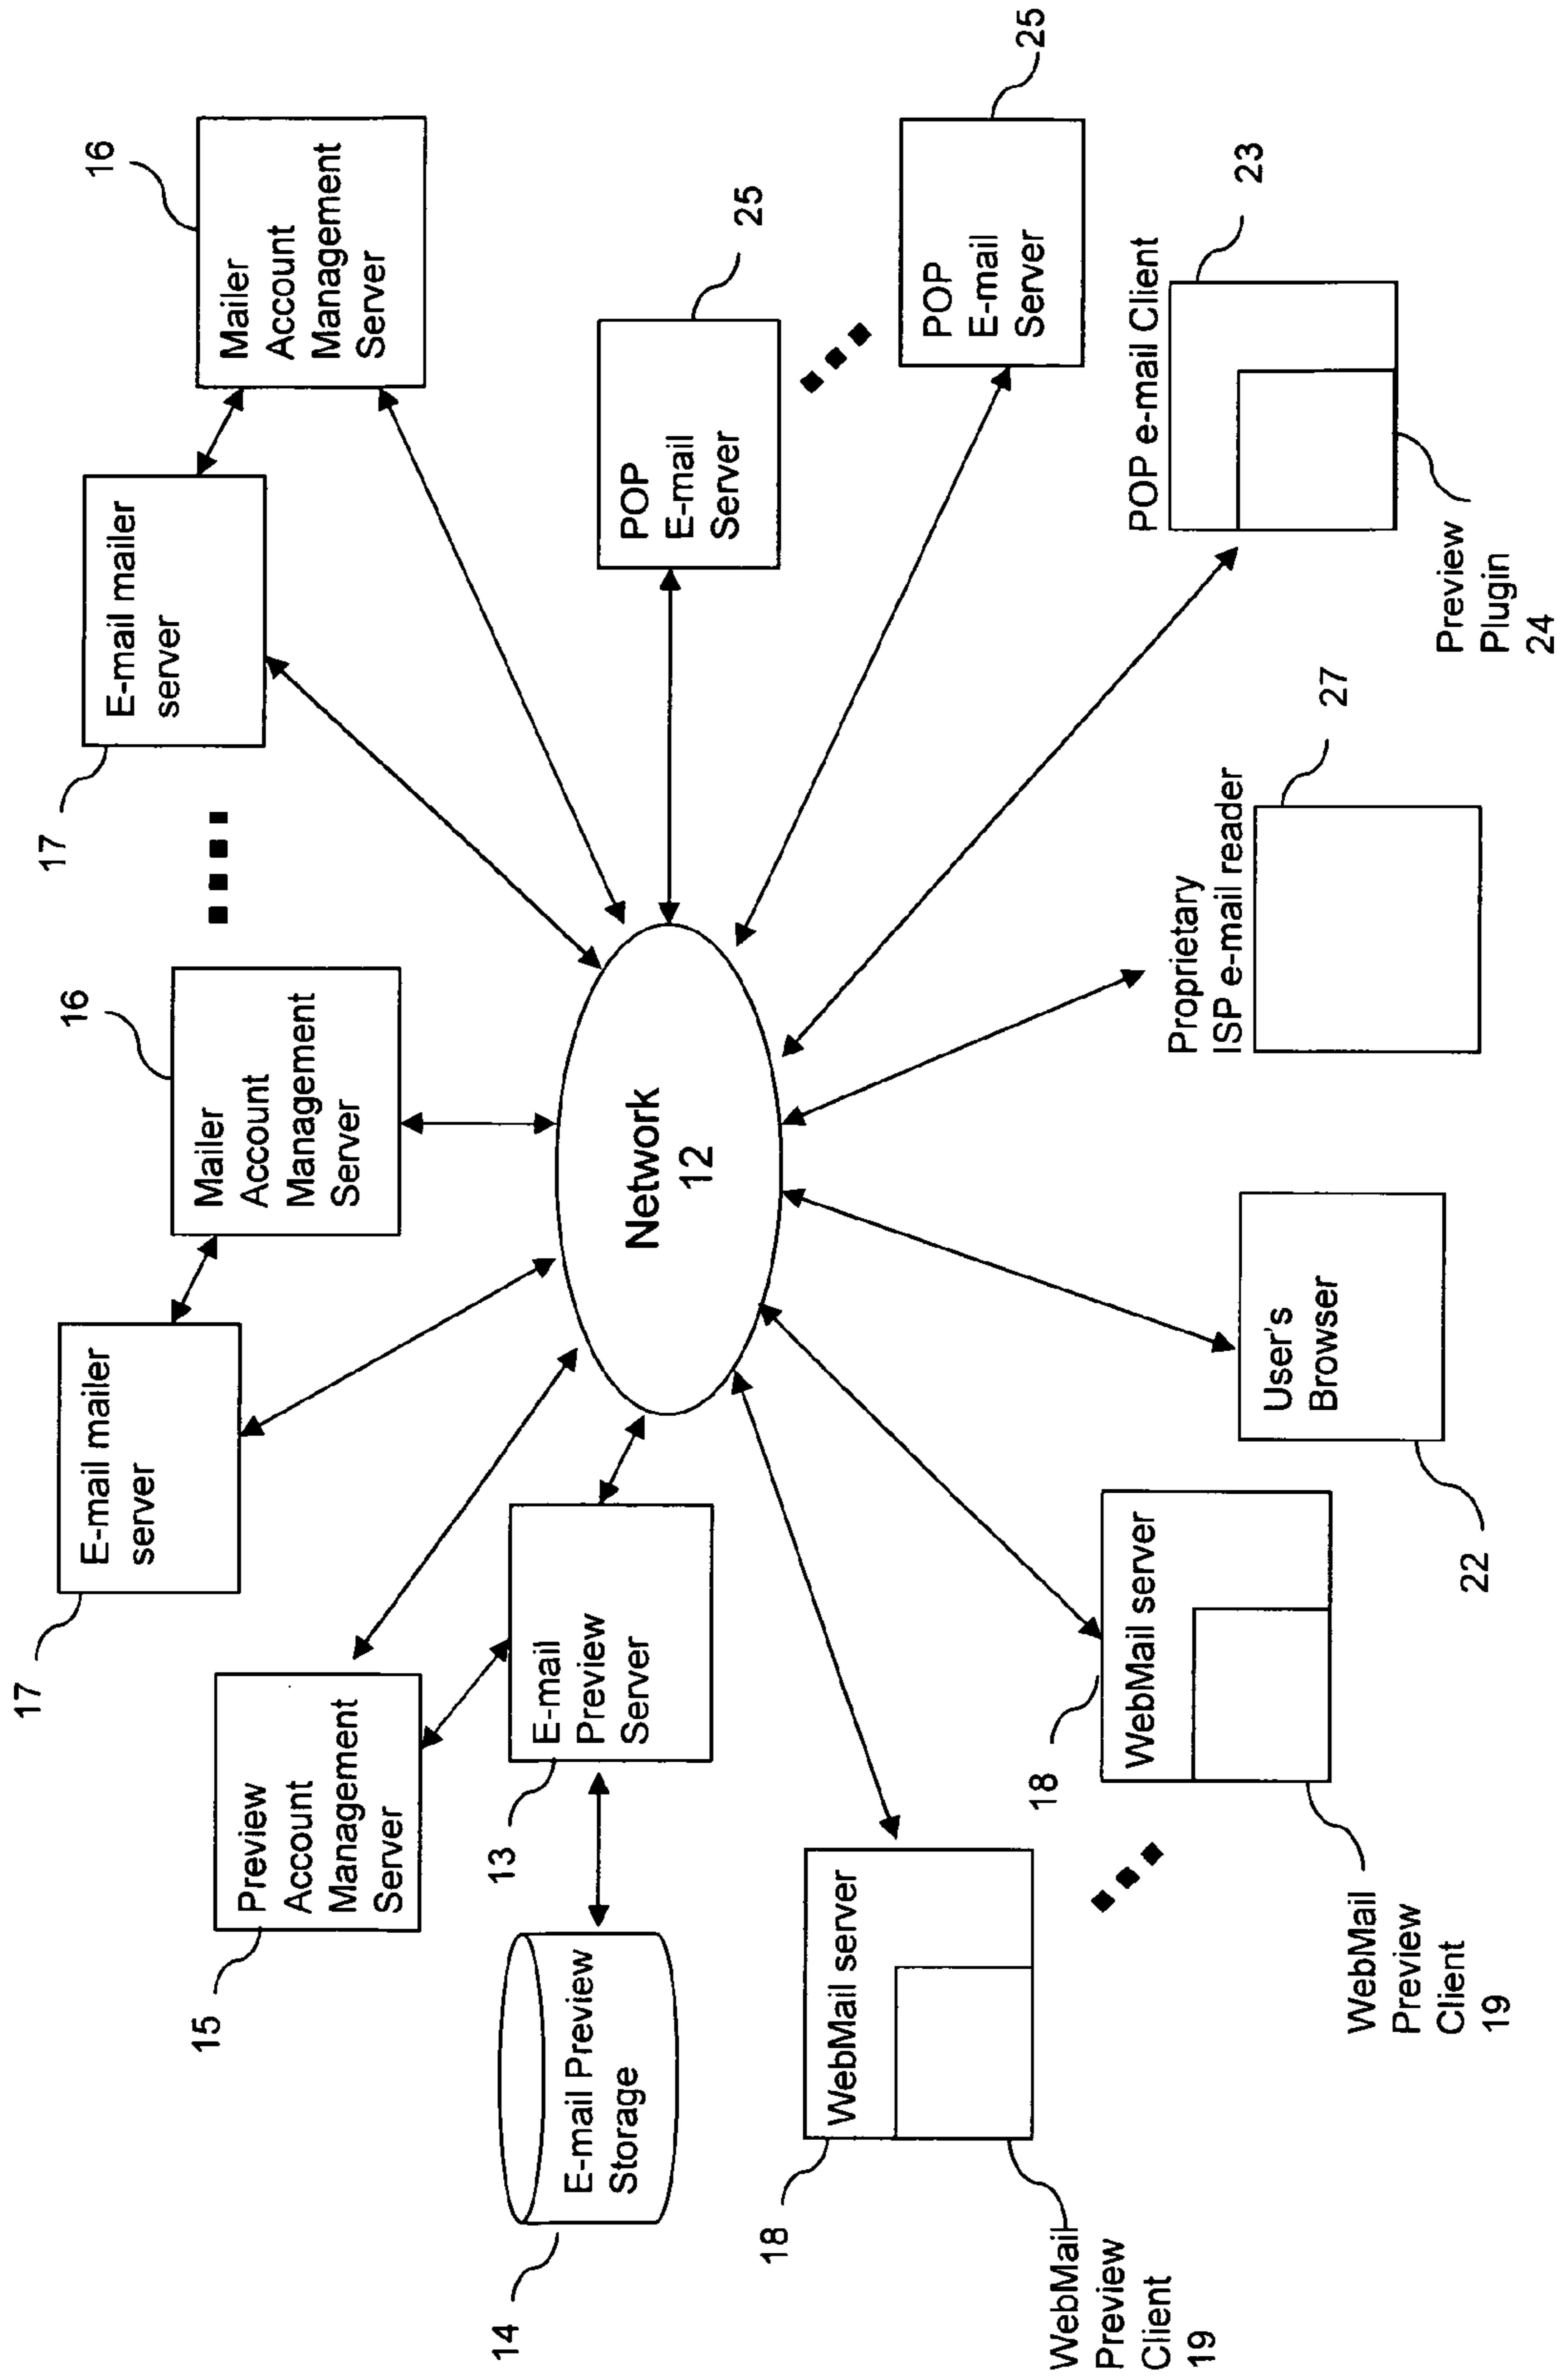 17
E-mail mailer
server
16
Mailer
Account
Management
Server
17
E-mail mailer
server
16
Mailer
Account
Management
Server
15
Preview
Account
Management
Server
14
E-mail Preview
Storage
13
E-mail
Preview
Server
Network
12
POP
E-mail
Server
25
POP
E-mail
Server
25
18
WebMail server
WebMail
Preview
Client
19
18
WebMail server
WebMail
Preview
Client
19
22
User's
Browser
Proprietary
ISP e-mail reader
27
POP e-mail Client
23
Preview
Plugin
24